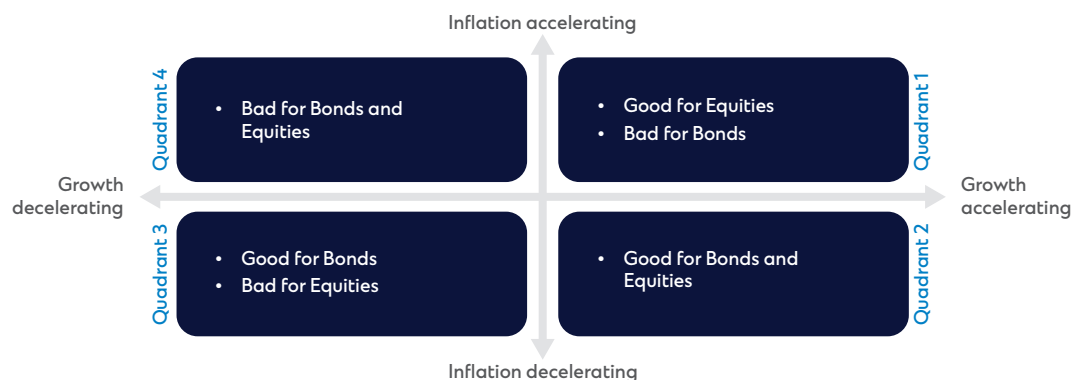 Inflation accelerating
Quadrant 4
• Bad for Bonds and
Equities
• Good for Equities
• Bad for Bonds
Quadrant 1
Growth
decelerating
Growth
accelerating
Quadrant 3
• Good for Bonds
• Bad for Equities
• Good for Bonds and
Equities
Quadrant 2
Inflation decelerating